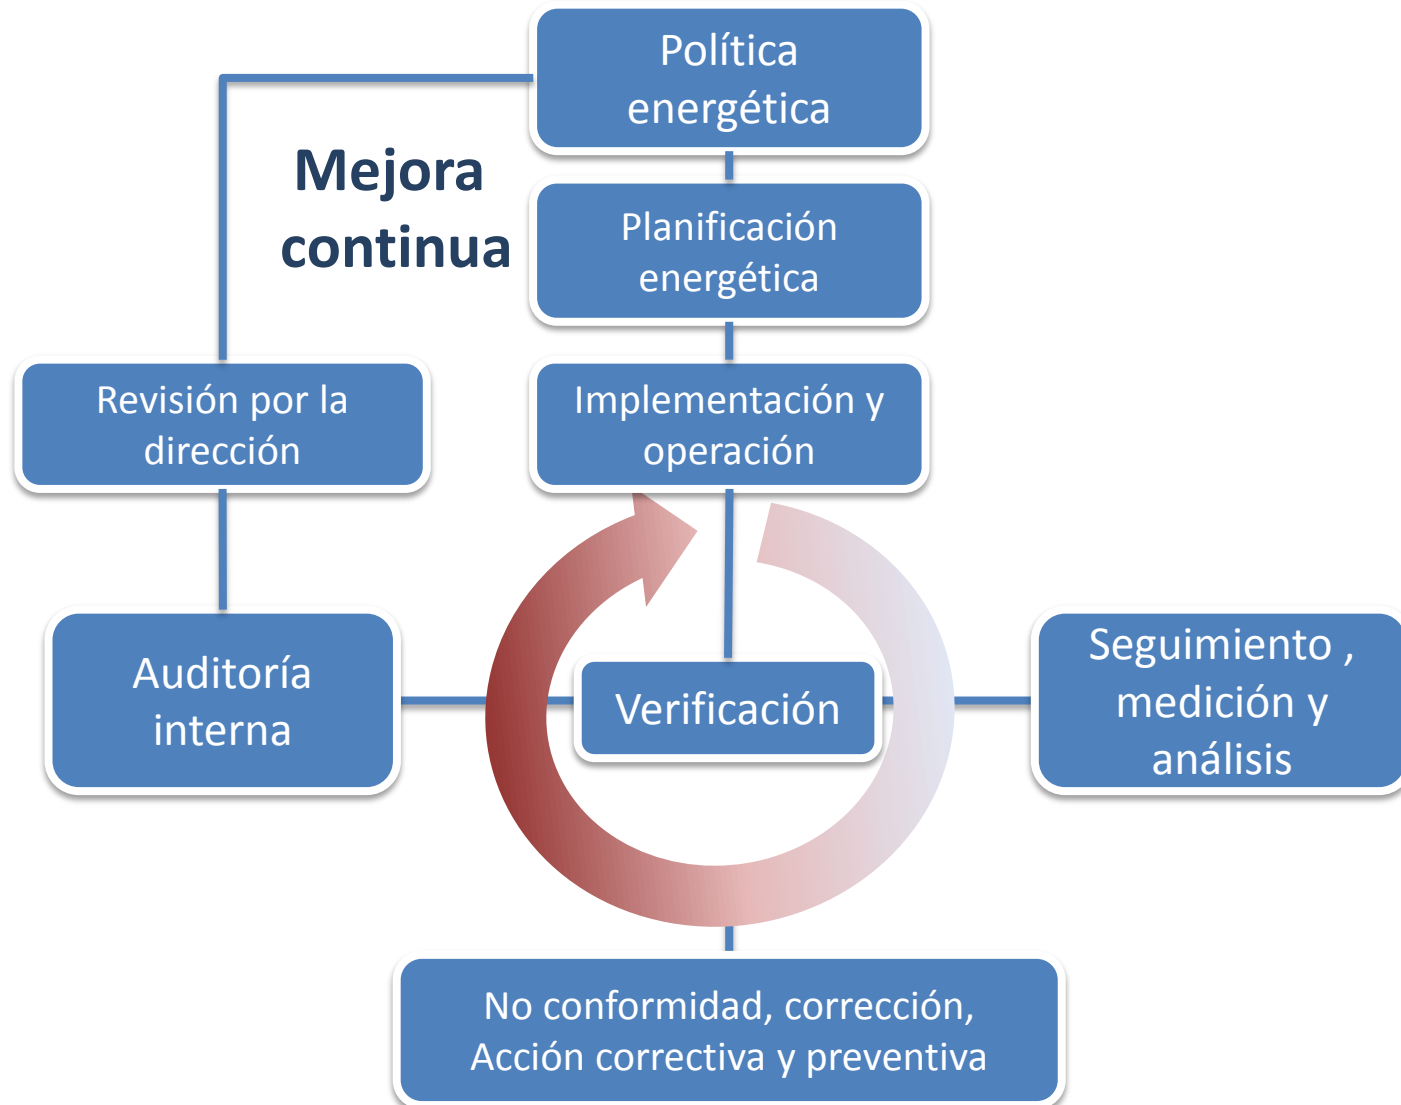 Política
energética
Mejora
continua
Planificación
energética
Revisión por la
dirección
Implementación y
operación
Auditoría
interna
Verificación
Seguimiento ,
medición y
análisis
No conformidad, corrección,
Acción correctiva y preventiva